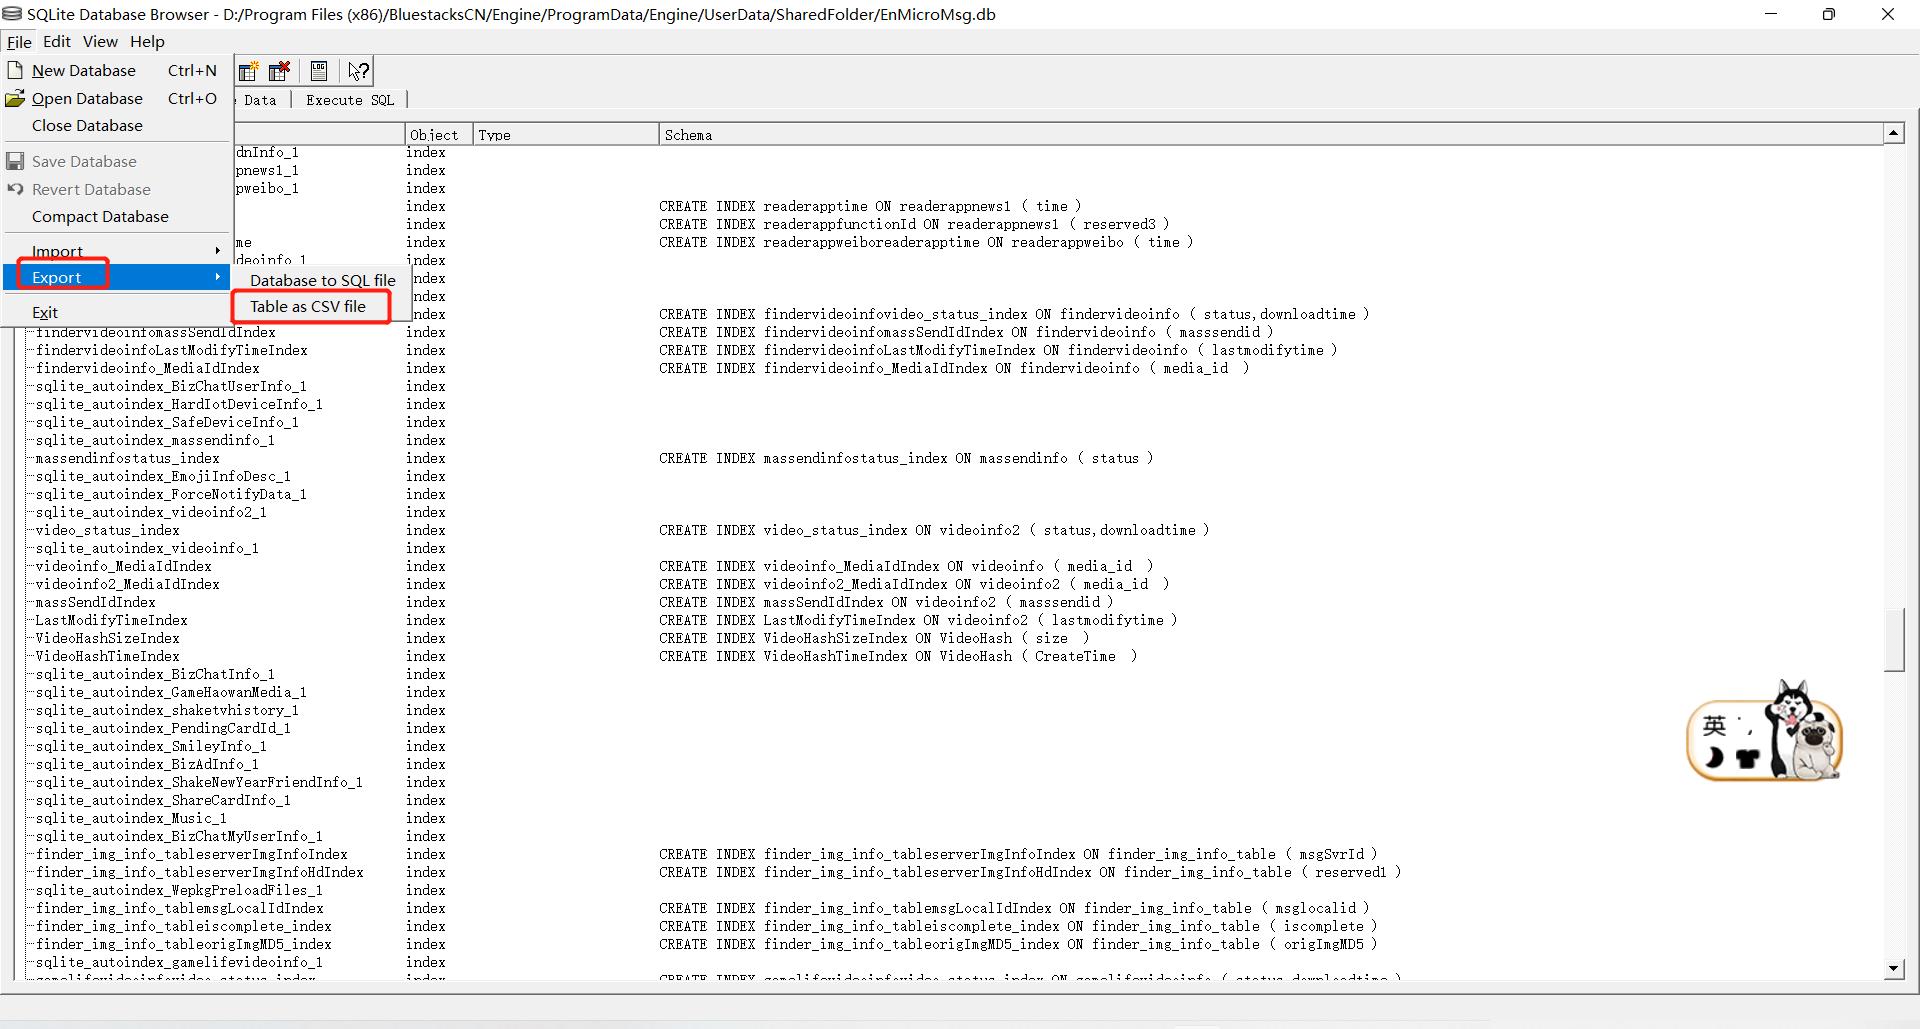 SQLite Database Browser - D:/Program Files (x86)/BluestacksCN/Engine/ProgramData/Engine/UserData/SharedFolder/EnMicroMsg.db
File Edit View Help
New Database Ctrl+N
Open Database Ctrl+O
Close Database
Save Database
Revert Database
Compact Database
Import
Export
Exit
Database to SQL file
Table as CSV file
LOG
Data Execute SQL
Object Type Schema
dnInfo_1 index
pnews1_1 index
pweibo_1 index
index CREATE INDEX readerapptime ON readerappnews1 ( time )
index CREATE INDEX readerappfunctionId ON readerappnews1 ( reserved3 )
me index CREATE INDEX readerappweiboreaderapptime ON readerappweibo ( time )
deoinfo_1 index
ndex
ndex
ndex CREATE INDEX findervideoinfovideo_status_index ON findervideoinfo ( status,downloadtime )
findervideoinfomassSendIdIndex index CREATE INDEX findervideoinfomassSendIdIndex ON findervideoinfo ( masssendid )
findervideoinfoLastModifyTimeIndex index CREATE INDEX findervideoinfoLastModifyTimeIndex ON findervideoinfo ( lastmodifytime )
findervideoinfo_MediaIdIndex index CREATE INDEX findervideoinfo_MediaIdIndex ON findervideoinfo ( media_id )
sqlite_autoindex_BizChatUserInfo_1 index
sqlite_autoindex_HardIotDeviceInfo_1 index
sqlite_autoindex_SafeDeviceInfo_1 index
sqlite_autoindex_massendinfo_1 index
massendinfostatus_index index CREATE INDEX massendinfostatus_index ON massendinfo ( status )
sqlite_autoindex_EmojiInfoDesc_1 index
sqlite_autoindex_ForceNotifyData_1 index
sqlite_autoindex_videoinfo2_1 index
video_status_index index CREATE INDEX video_status_index ON videoinfo2 ( status,downloadtime )
sqlite_autoindex_videoinfo_1 index
videoinfo_MediaIdIndex index CREATE INDEX videoinfo_MediaIdIndex ON videoinfo ( media_id )
videoinfo2_MediaIdIndex index CREATE INDEX videoinfo2_MediaIdIndex ON videoinfo2 ( media_id )
massSendIdIndex index CREATE INDEX massSendIdIndex ON videoinfo2 ( masssendid )
LastModifyTimeIndex index CREATE INDEX LastModifyTimeIndex ON videoinfo2 ( lastmodifytime )
VideoHashSizeIndex index CREATE INDEX VideoHashSizeIndex ON VideoHash ( size )
VideoHashTimeIndex index CREATE INDEX VideoHashTimeIndex ON VideoHash ( CreateTime )
sqlite_autoindex_BizChatInfo_1 index
sqlite_autoindex_GameHaowanMedia_1 index
sqlite_autoindex_shaketvhistory_1 index
sqlite_autoindex_PendingCardId_1 index
英 ',
sqlite_autoindex_SmileyInfo_1 index
sqlite_autoindex_BizAdInfo_1 index
sqlite_autoindex_ShakeNewYearFriendInfo_1 index
sqlite_autoindex_ShareCardInfo_1 index
sqlite_autoindex_Music_1 index
sqlite_autoindex_BizChatMyUserInfo_1 index
finder_img_info_tableserverImgInfoIndex index CREATE INDEX finder_img_info_tableserverImgInfoIndex ON finder_img_info_table ( msgSvrId )
finder_img_info_tableserverImgInfoHdIndex index CREATE INDEX finder_img_info_tableserverImgInfoHdIndex ON finder_img_info_table ( reserved1 )
sqlite_autoindex_WepkgPreloadFiles_1 index
finder_img_info_tablemsgLocalIdIndex index CREATE INDEX finder_img_info_tablemsgLocalIdIndex ON finder_img_info_table ( msglocalid )
finder_img_info_tableiscomplete_index index CREATE INDEX finder_img_info_tableiscomplete_index ON finder_img_info_table ( iscomplete )
finder_img_info_tableorigImgMD5_index index CREATE INDEX finder_img_info_tableorigImgMD5_index ON finder_img_info_table ( origImgMD5 )
sqlite_autoindex_gamelifevideoinfo_1 index